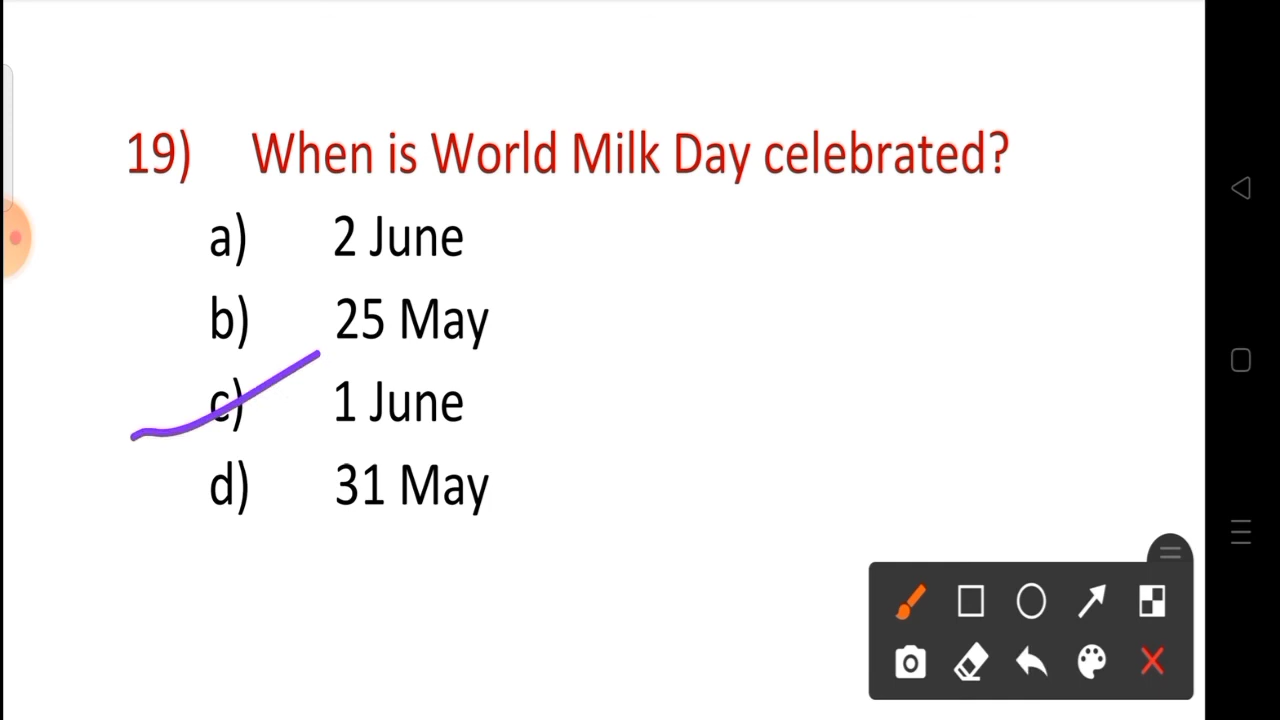 19) When is World Milk Day celebrated?
a) 2 June
b) 25 May
c) 1 June
d) 31 May